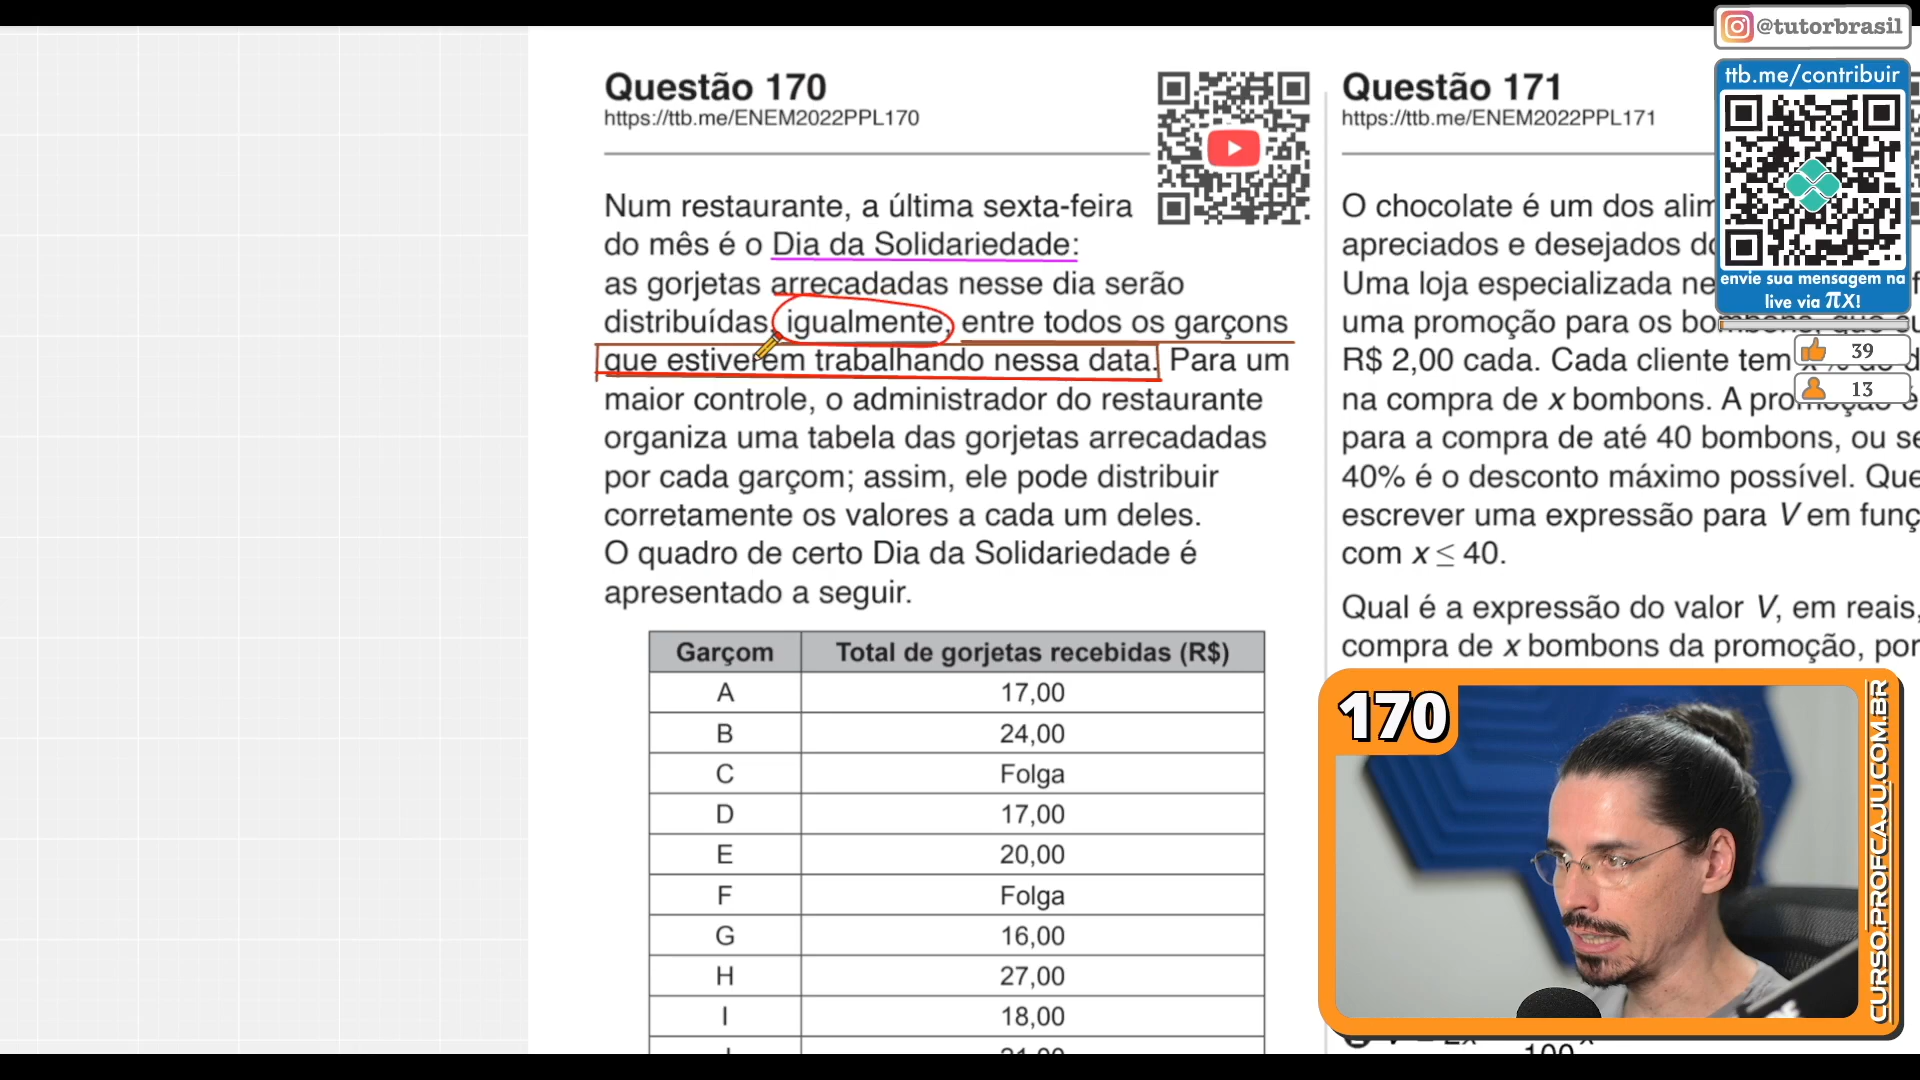 Questão 170
https://ttb.me/ENEM2022PPL170
Num restaurante, a última sexta-feira
do mês é o Dia da Solidariedade:
as gorjetas arrecadadas nesse dia serão
distribuídas, igualmente, entre todos os garçons
que estiverem trabalhando nessa data. Para um
maior controle, o administrador do restaurante
organiza uma tabela das gorjetas arrecadadas
por cada garçom; assim, ele pode distribuir
corretamente os valores a cada um deles.
O quadro de certo Dia da Solidariedade é
apresentado a seguir.
Garçom Total de gorjetas recebidas (R$)
A 17,00
B 24,00
C Folga
D 17,00
E 20,00
F Folga
G 16,00
H 27,00
I 18,00
Questão 171
https://ttb.me/ENEM2022PPL171
O chocolate é um dos
apreciados e desejados
Uma loja especializada
uma promoção para os
R$ 2,00 cada. Cada cliente tem
na compra de x bombons. A
para a compra de até 40 bombons, ou
40% é o desconto máximo possível.
escrever uma expressão para V em
com x ≤ 40.
Qual é a expressão do valor V, em reais,
compra de x bombons da promoção, por
@tutorbrasil
ttb.me/contribuir
envie sua mensagem na
live via πX!
39
13
170
CURSO.PROFCAJU.COM.BR